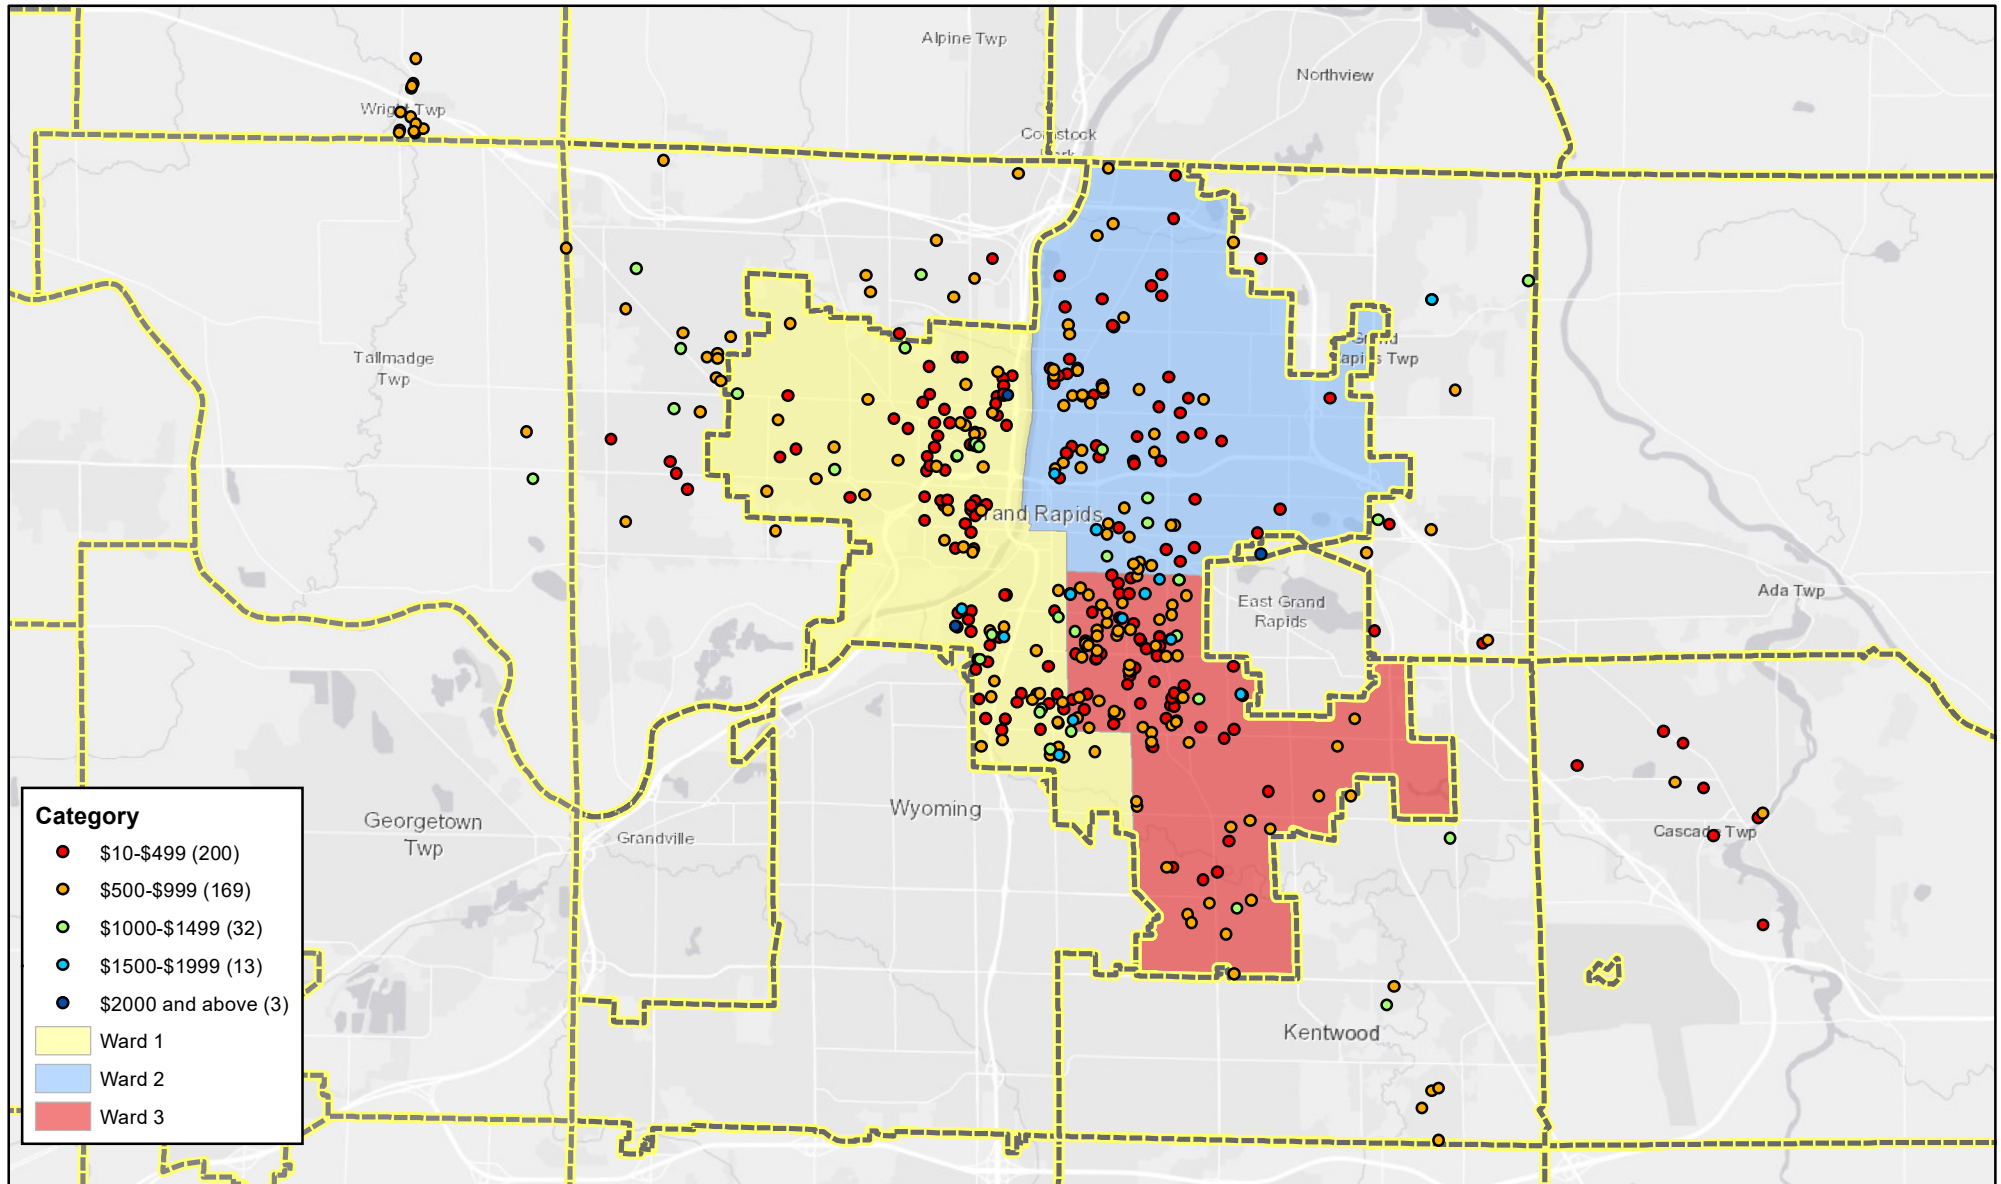 Alpine Twp
Northview
Wright Twp
Comstock
Park
Tallmadge
Twp
Grand
Rapids Twp
Grand Rapids
East Grand
Rapids
Ada Twp
Georgetown
Twp
Grandville
Wyoming
Cascade Twp
Kentwood
Category
$10-$499 (200)
$500-$999 (169)
$1000-$1499 (32)
$1500-$1999 (13)
$2000 and above (3)
Ward 1
Ward 2
Ward 3